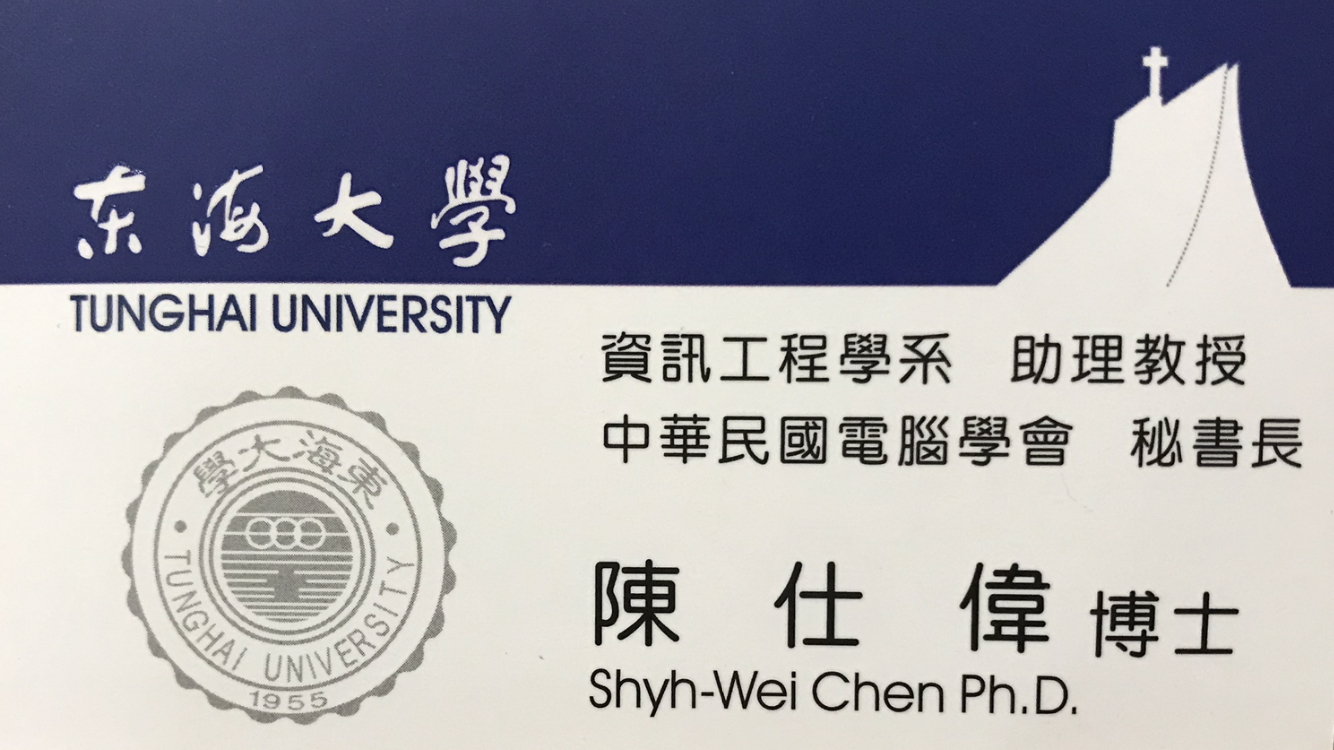 东海大學
TUNGHAI UNIVERSITY
資訊工程學系 助理教授
中華民國電腦學會 秘書長
學大海東
TUNGHAI UNIVERSITY
1955
陳仕偉 博士
Shyh-Wei Chen Ph.D.